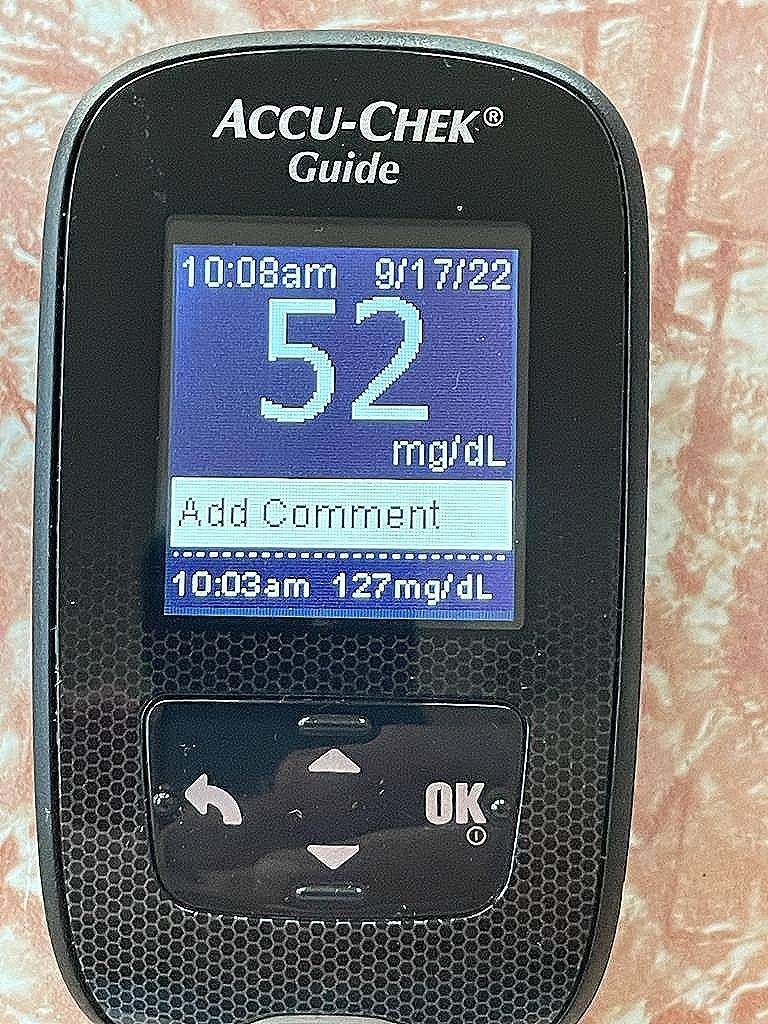 ACCU-CHEK®
Guide
10:08am 9/17/22
52
mg/dL
Add Comment
10:03am 127mg/dL
OK